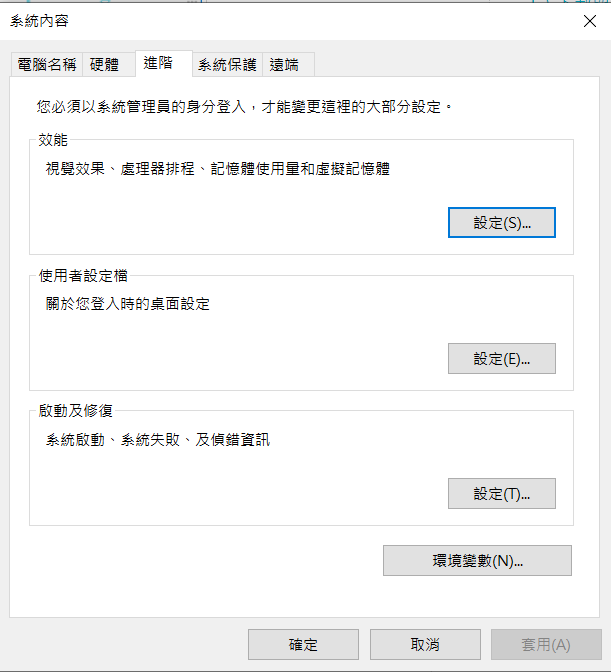 系統內容
電腦名稱 硬體 進階 系統保護 遠端
您必須以系統管理員的身分登入，才能變更這裡的大部分設定。
效能
視覺效果、處理器排程、記憶體使用量和虛擬記憶體
設定(S)...
使用者設定檔
關於您登入時的桌面設定
設定(E)...
啟動及修復
系統啟動、系統失敗、及偵錯資訊
設定(T)...
環境變數(N)...
確定 取消 套用(A)